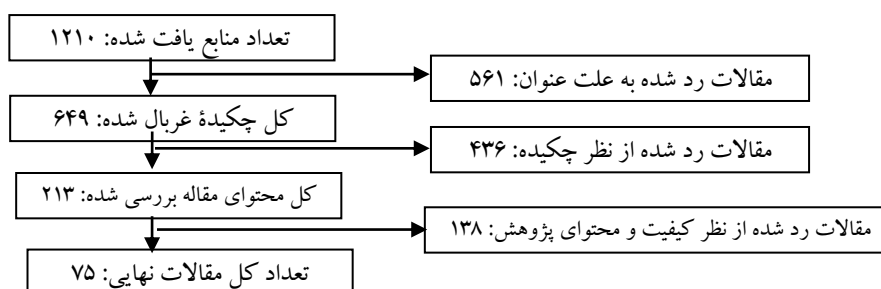 تعداد منابع یافت شده: ۱۲۱۰
مقالات رد شده به علت عنوان: ۵۶۱
کل چکیدهٔ غربال شده: ۶۴۹
مقالات رد شده از نظر چکیده: ۴۳۶
کل محتوای مقاله بررسی شده: ۲۱۳
مقالات رد شده از نظر کیفیت و محتوای پژوهش: ۱۳۸
تعداد کل مقالات نهایی: ۷۵